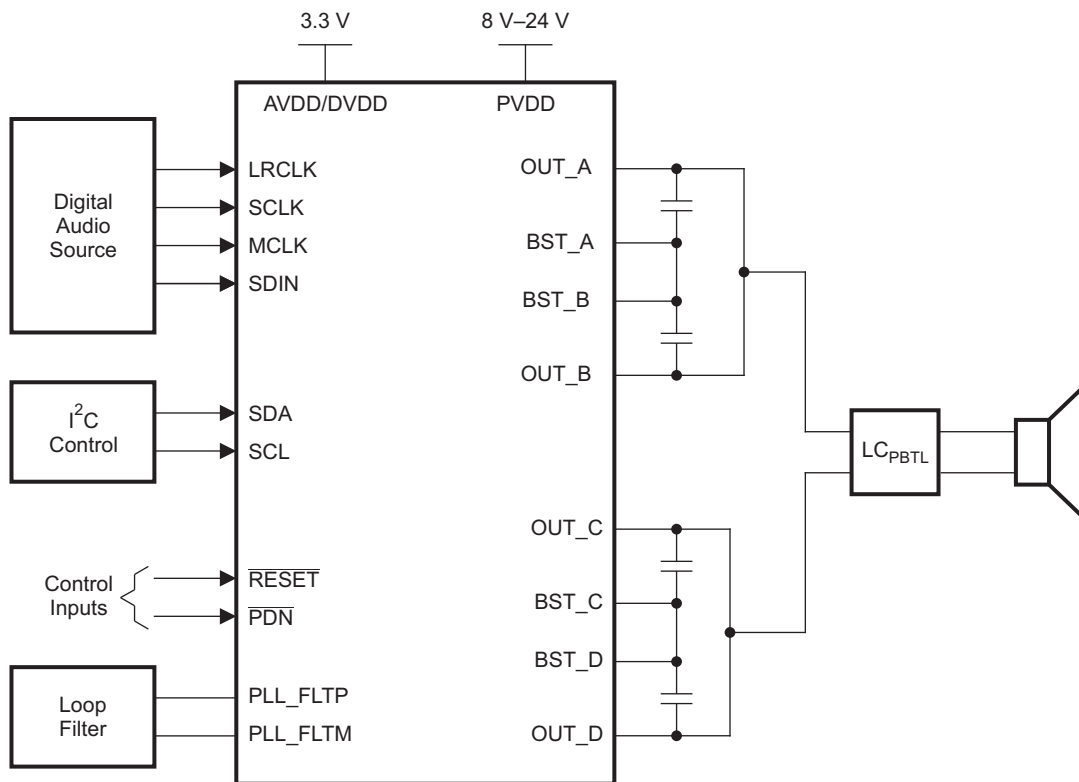 3.3 V
8 V–24 V
AVDD/DVDD
PVDD
Digital
Audio
Source
LRCLK
SCLK
MCLK
SDIN
I²C
Control
SDA
SCL
Control
Inputs
RESET
PDN
Loop
Filter
PLL_FLTP
PLL_FLTM
OUT_A
BST_A
BST_B
OUT_B
OUT_C
BST_C
BST_D
OUT_D
LCPBTL